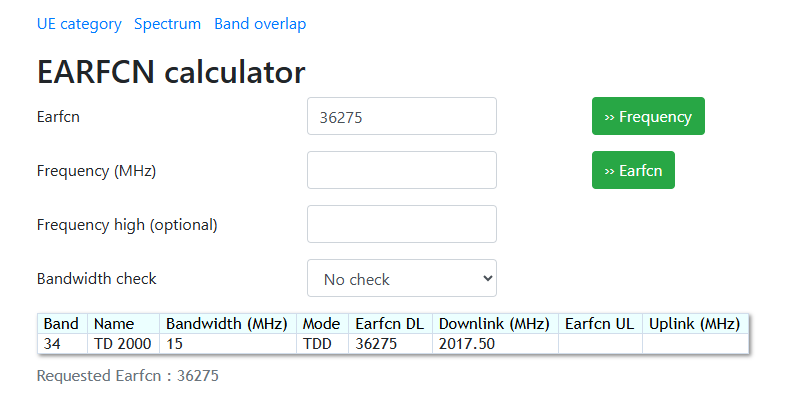 UE category Spectrum Band overlap
EARFCN calculator
Earfcn 36275 ›› Frequency
Frequency (MHz) ›› Earfcn
Frequency high (optional)
Bandwidth check No check
Band Name Bandwidth (MHz) Mode Earfcn DL Downlink (MHz) Earfcn UL Uplink (MHz)
34 TD 2000 15 TDD 36275 2017.50
Requested Earfcn : 36275